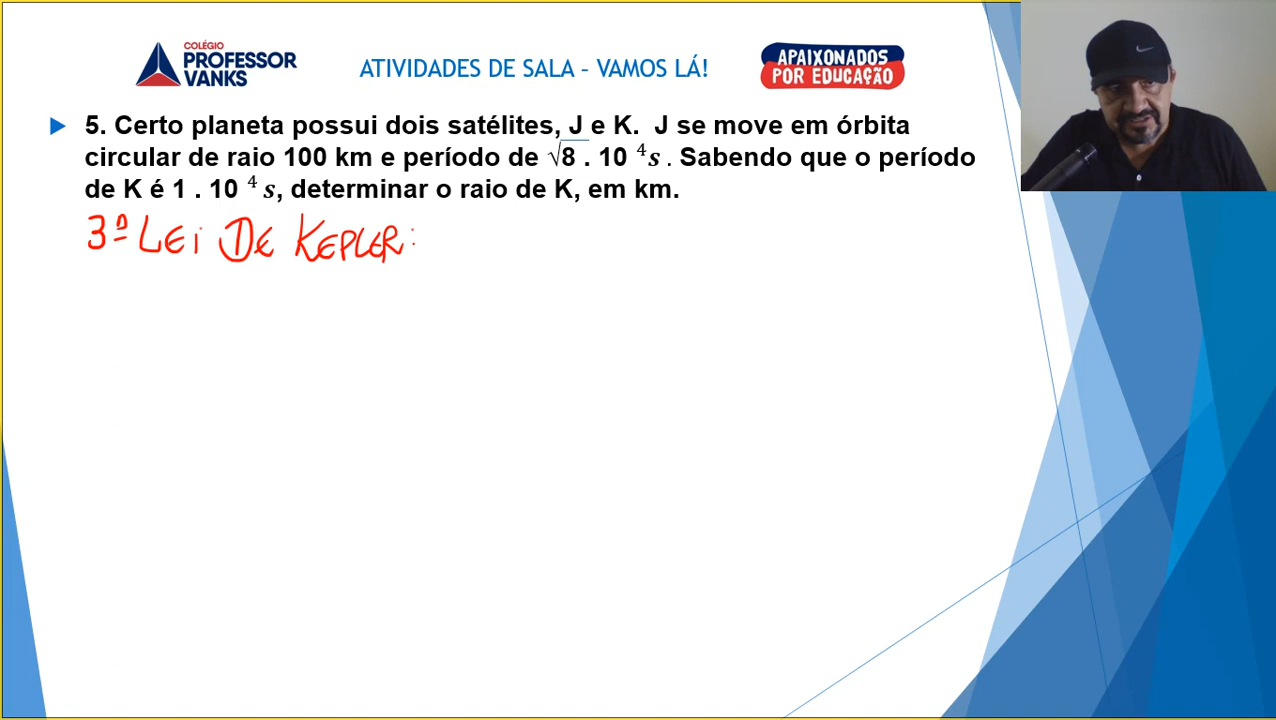 COLÉGIO
PROFESSOR
VANKS
ATIVIDADES DE SALA – VAMOS LÁ!
APAIXONADOS
POR EDUCAÇÃO
5. Certo planeta possui dois satélites, J e K. J se move em órbita
circular de raio 100 km e período de √8 . 10 ⁴s . Sabendo que o período
de K é 1 . 10 ⁴ s, determinar o raio de K, em km.
3ª LEI DE KEPLER: